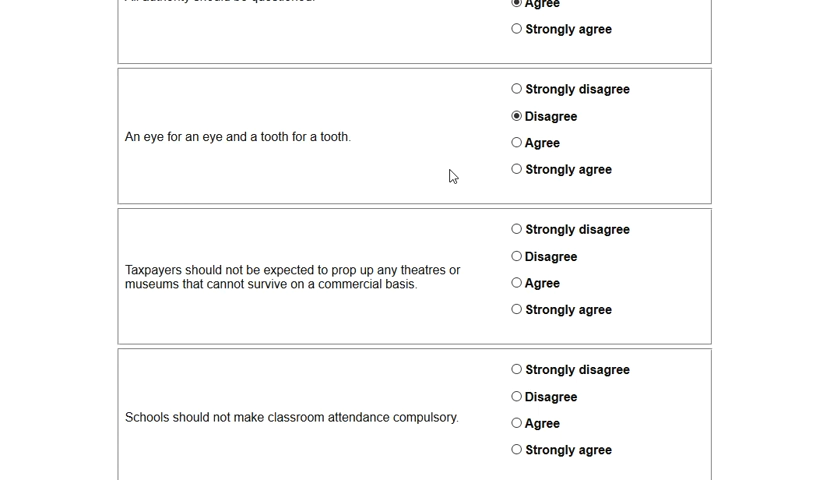 Agree
Strongly agree
An eye for an eye and a tooth for a tooth.
Strongly disagree
Disagree
Agree
Strongly agree
Taxpayers should not be expected to prop up any theatres or
museums that cannot survive on a commercial basis.
Strongly disagree
Disagree
Agree
Strongly agree
Schools should not make classroom attendance compulsory.
Strongly disagree
Disagree
Agree
Strongly agree